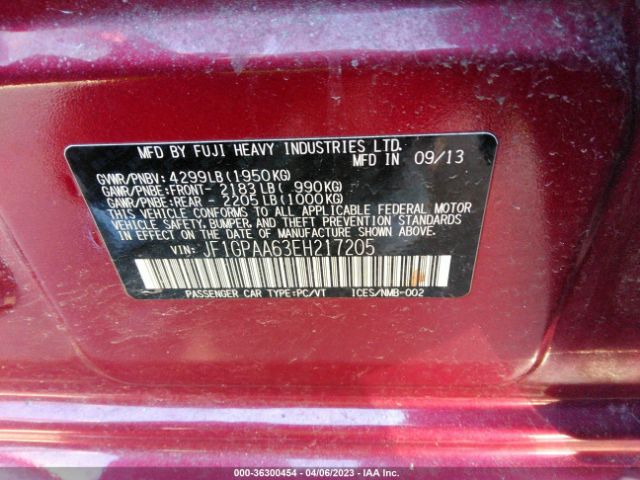 MFD BY FUJI HEAVY INDUSTRIES LTD.
MFD IN 09/13
GVWR/PNBV: 4299LB(1950KG)
GAWR/PNBE:FRONT- 2183LB( 990KG)
GAWR/PNBE:REAR - 2205LB(1000KG)
THIS VEHICLE CONFORMS TO ALL APPLICABLE FEDERAL MOTOR
VEHICLE SAFETY, BUMPER, AND THEFT PREVENTION STANDARDS
IN EFFECT ON THE DATE OF MANUFACTURE SHOWN ABOVE.
VIN: JF1GPAA63EH217205
PASSENGER CAR TYPE:PC/VT ICES/NMB-002
000-36300454 - 04/06/2023 - IAA Inc.